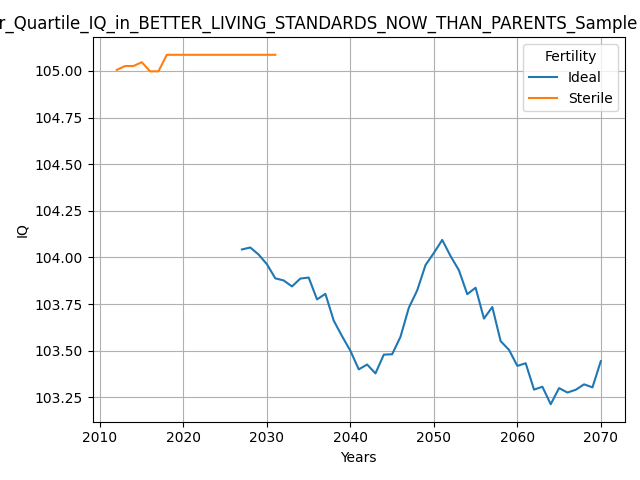 r_Quartile_IQ_in_BETTER_LIVING_STANDARDS_NOW_THAN_PARENTS_Sample
Fertility
Ideal
Sterile
105.00
104.75
104.50
104.25
104.00
103.75
103.50
103.25
IQ
2010 2020 2030 2040 2050 2060 2070
Years